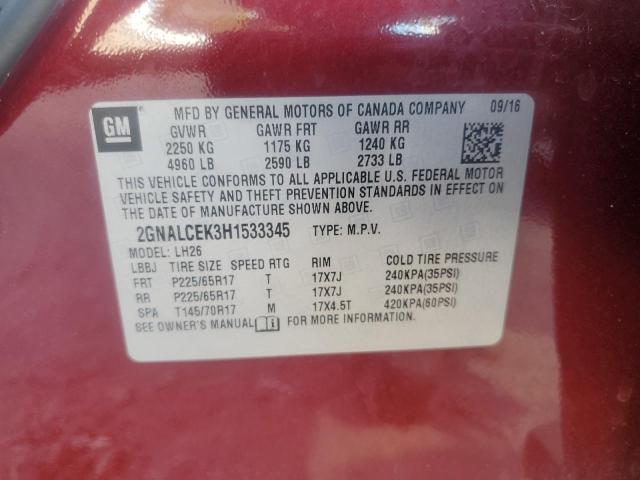 GM
MFD BY GENERAL MOTORS OF CANADA COMPANY 09/16
GVWR GAWR FRT GAWR RR
2250 KG 1175 KG 1240 KG
4960 LB 2590 LB 2733 LB
THIS VEHICLE CONFORMS TO ALL APPLICABLE U.S. FEDERAL MOTOR
VEHICLE SAFETY AND THEFT PREVENTION STANDARDS IN EFFECT ON
THE DATE OF MANUFACTURE SHOWN ABOVE.
2GNALCEK3H1533345 TYPE: M.P.V.
MODEL: LH26
LBBJ TIRE SIZE SPEED RTG RIM COLD TIRE PRESSURE
FRT P225/65R17 T 17X7J 240KPA(35PSI)
RR P225/65R17 T 17X7J 240KPA(35PSI)
SPA T145/70R17 M 17X4.5T 420KPA(60PSI)
SEE OWNER'S MANUAL FOR MORE INFORMATION.